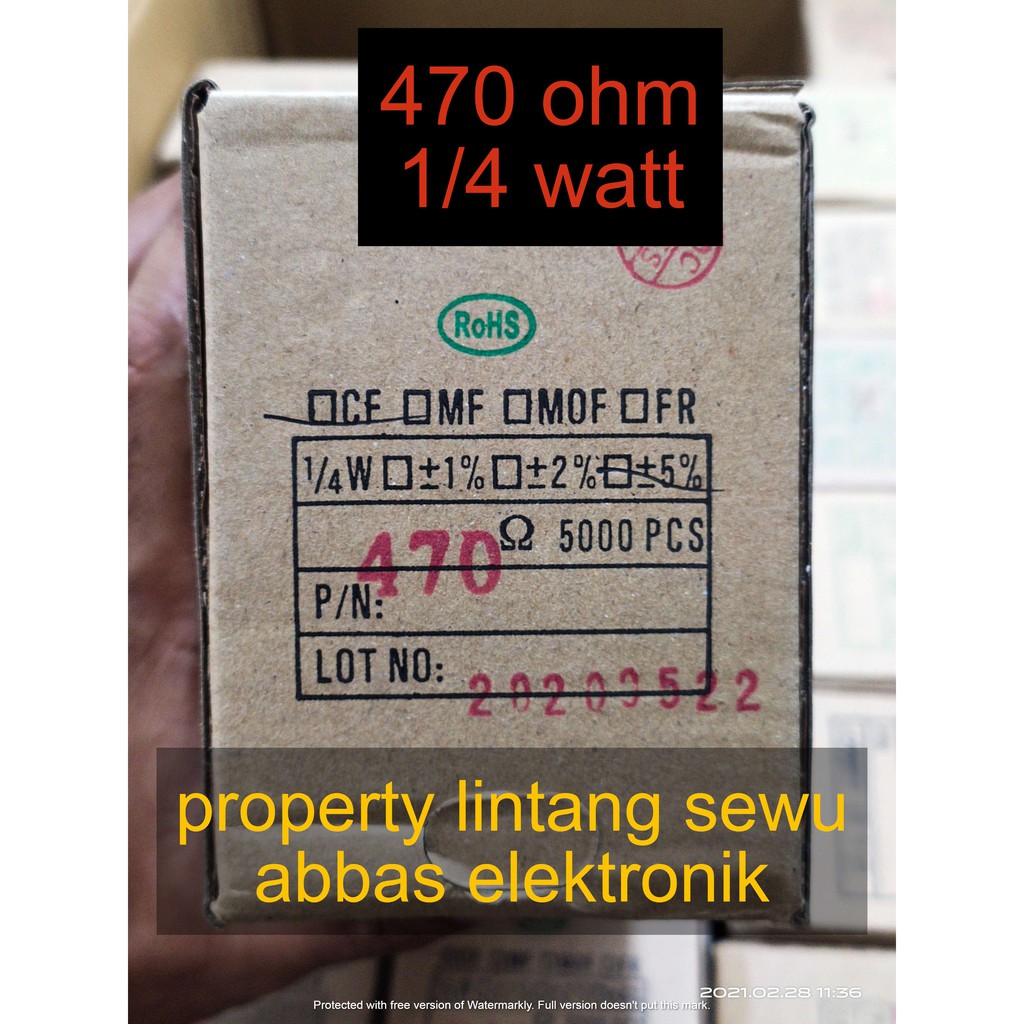 470 ohm
1/4 watt
RoHS
□CF □MF □MOF □FR
1/4W □±1% □±2% □±5%
470 Ω 5000 PCS
P/N:
LOT NO: 20200522
property lintang sewu
abbas elektronik
2021.02.28 11:36
Protected with free version of Watermarkly. Full version doesn't put this mark.